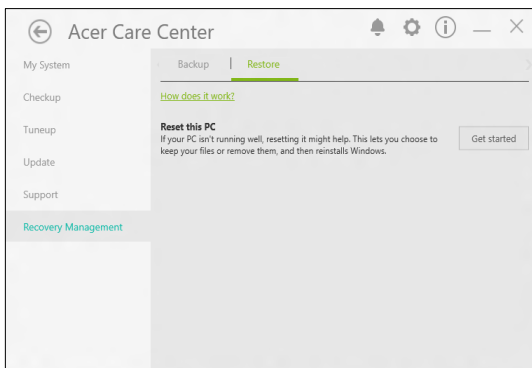 Acer Care Center
My System
Checkup
Tuneup
Update
Support
Recovery Management
Backup | Restore
How does it work?
Reset this PC
If your PC isn't running well, resetting it might help. This lets you choose to
keep your files or remove them, and then reinstalls Windows.
Get started